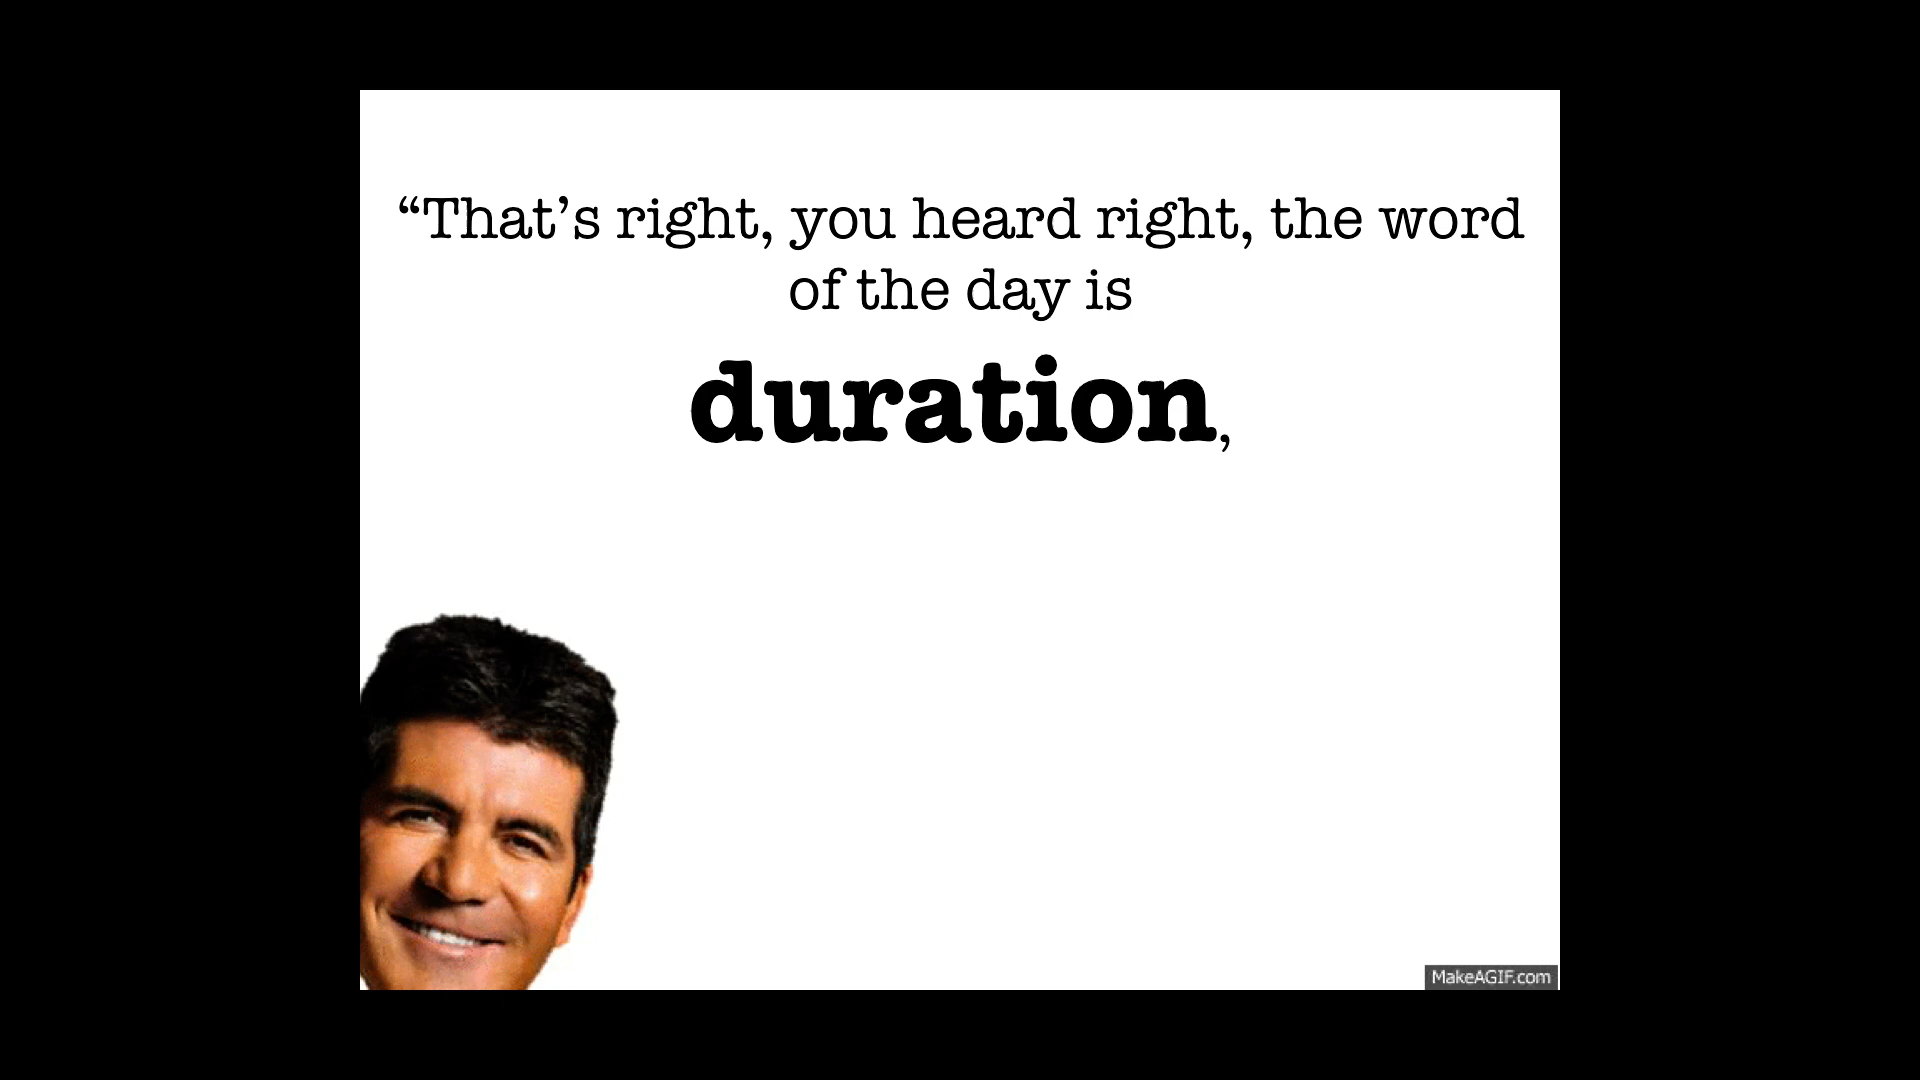 “That’s right, you heard right, the word
of the day is
duration,
MakeAGIF.com